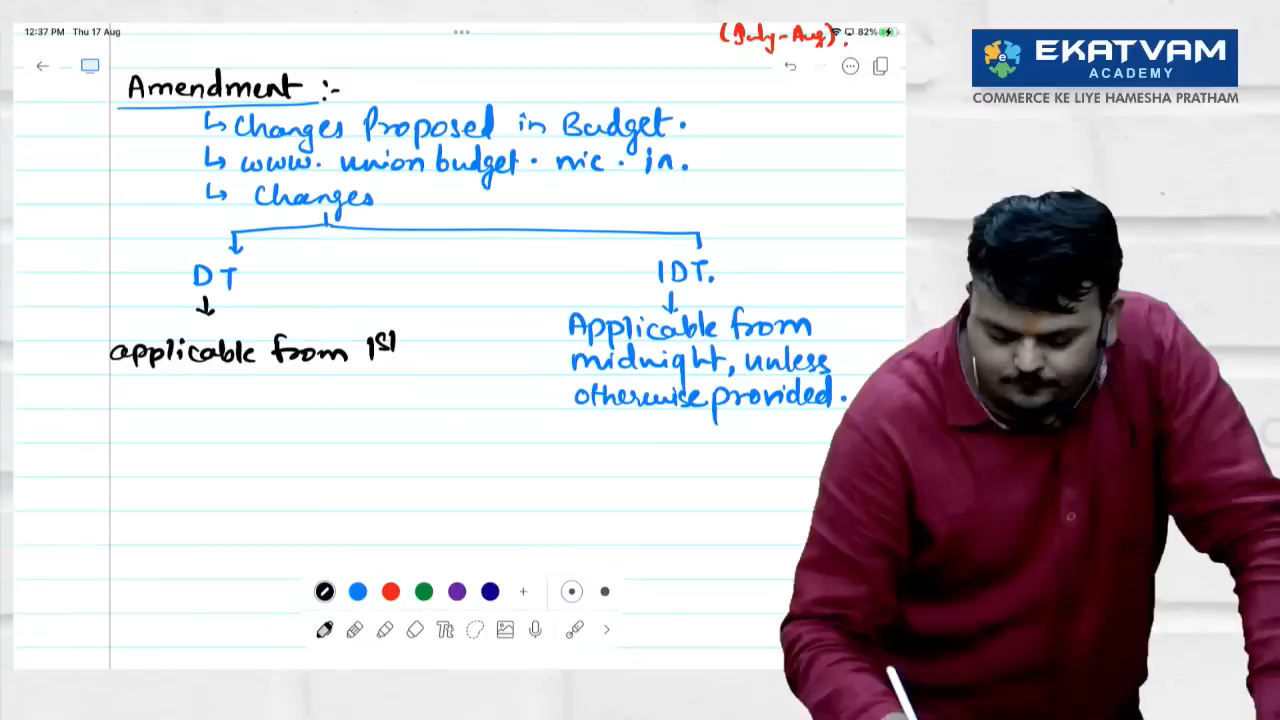 12:37 PM Thu 17 Aug
(July-Aug).
82%
EKATVAM
ACADEMY
COMMERCE KE LIYE HAMESHA PRATHAM
Amendment :-
↳ Changes Proposed in Budget.
↳ www. union budget. nic. in.
↳ Changes
DT
IDT.
applicable from 1st
Applicable from
midnight, unless
otherwise provided.
Tt